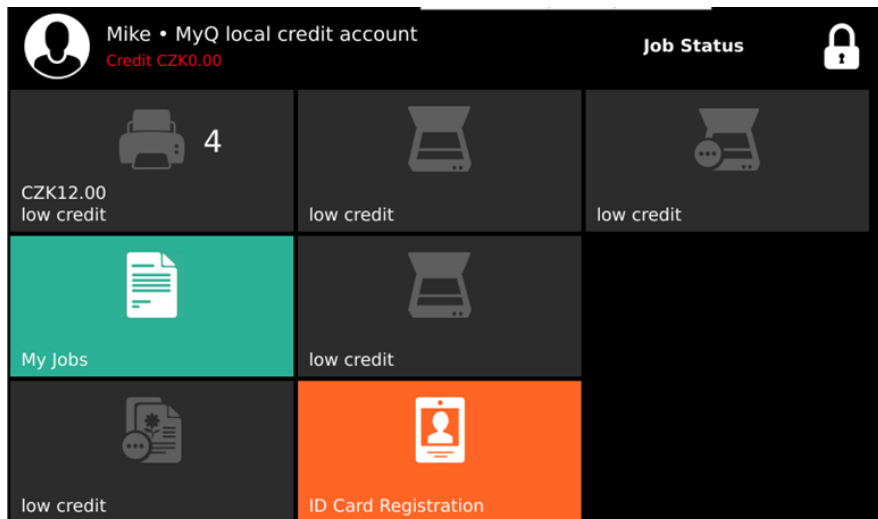 Mike • MyQ local credit account
Credit CZK0.00
Job Status
4
CZK12.00
low credit
low credit
low credit
My Jobs
low credit
low credit
ID Card Registration